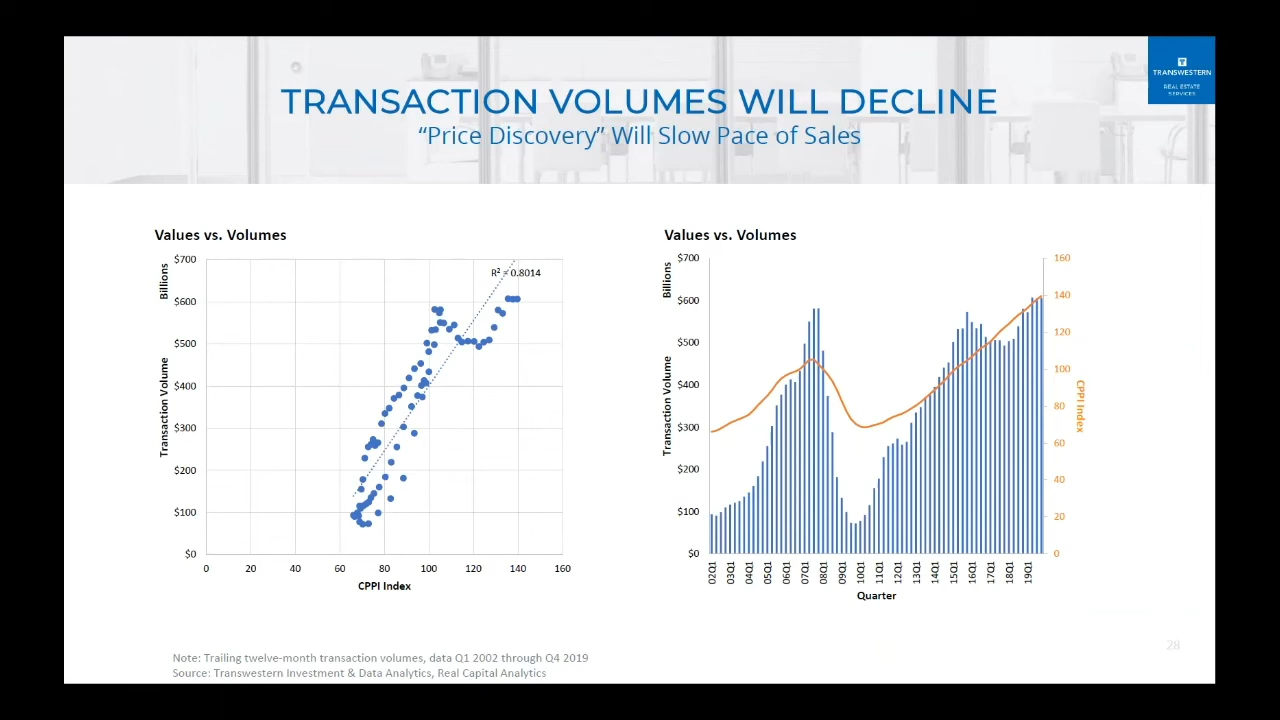 TRANSWESTERN
REAL ESTATE
SERVICES
TRANSACTION VOLUMES WILL DECLINE
“Price Discovery” Will Slow Pace of Sales
Values vs. Volumes
Billions
Transaction Volume
$700
$600
$500
$400
$300
$200
$100
$0
R² = 0.8014
0 20 40 60 80 100 120 140 160
CPPI Index
Values vs. Volumes
Billions
Transaction Volume
$700
$600
$500
$400
$300
$200
$100
$0
160
140
120
100
80
60
40
20
0
CPPI Index
02Q1 03Q1 04Q1 05Q1 06Q1 07Q1 08Q1 09Q1 10Q1 11Q1 12Q1 13Q1 14Q1 15Q1 16Q1 17Q1 18Q1 19Q1
Quarter
28
Note: Trailing twelve-month transaction volumes, data Q1 2002 through Q4 2019
Source: Transwestern Investment & Data Analytics, Real Capital Analytics